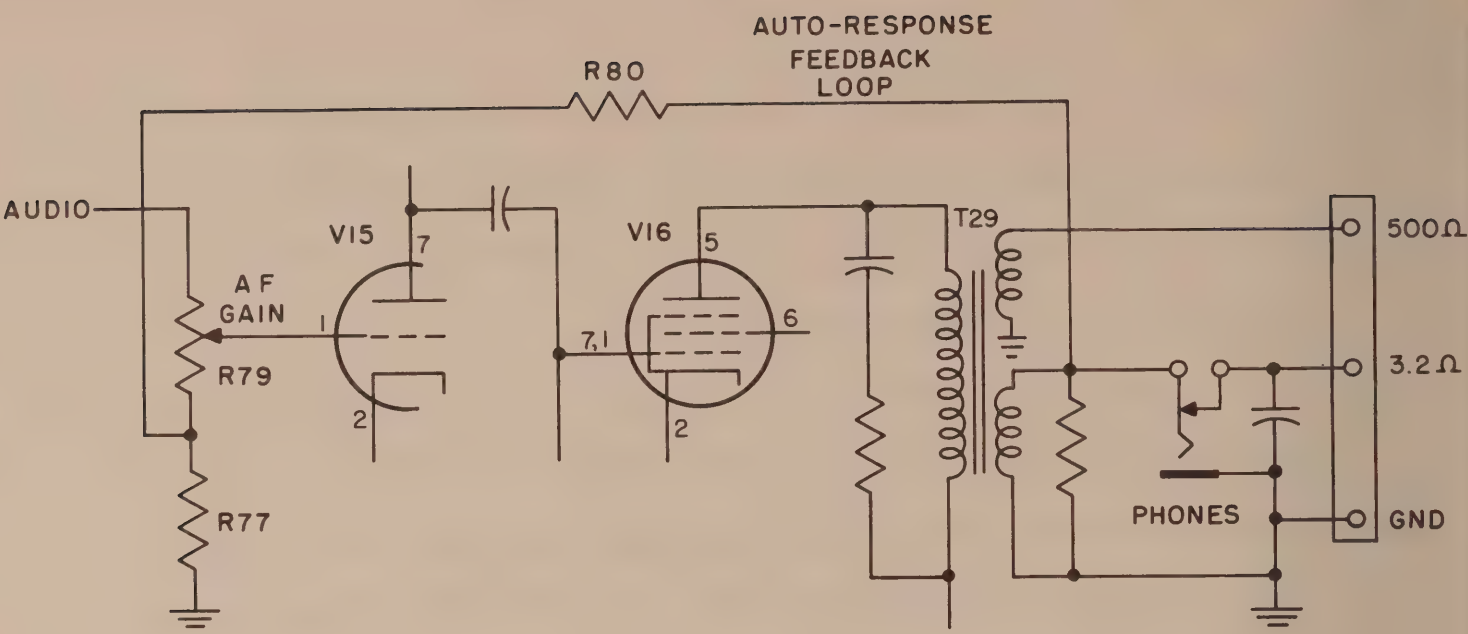 AUTO-RESPONSE
FEEDBACK
LOOP
R80
AUDIO
V15
7
V16
5
T29
500Ω
A F
GAIN
1
7,1
6
3.2Ω
R79
2
2
R77
PHONES
GND